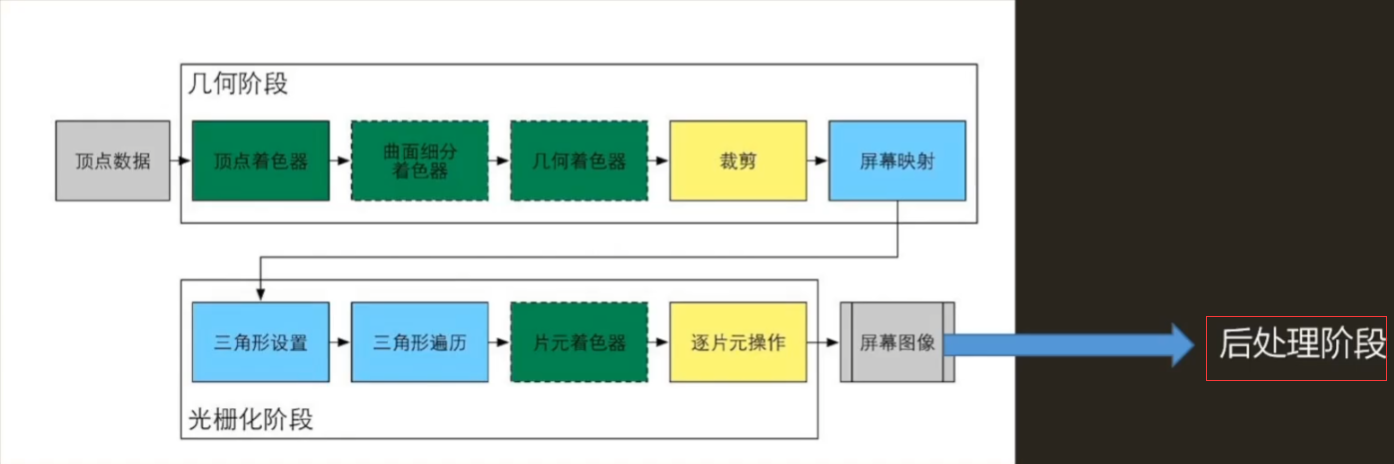 几何阶段
顶点数据
顶点着色器
曲面细分
着色器
几何着色器
裁剪
屏幕映射
三角形设置
三角形遍历
片元着色器
逐片元操作
屏幕图像
后处理阶段
光栅化阶段